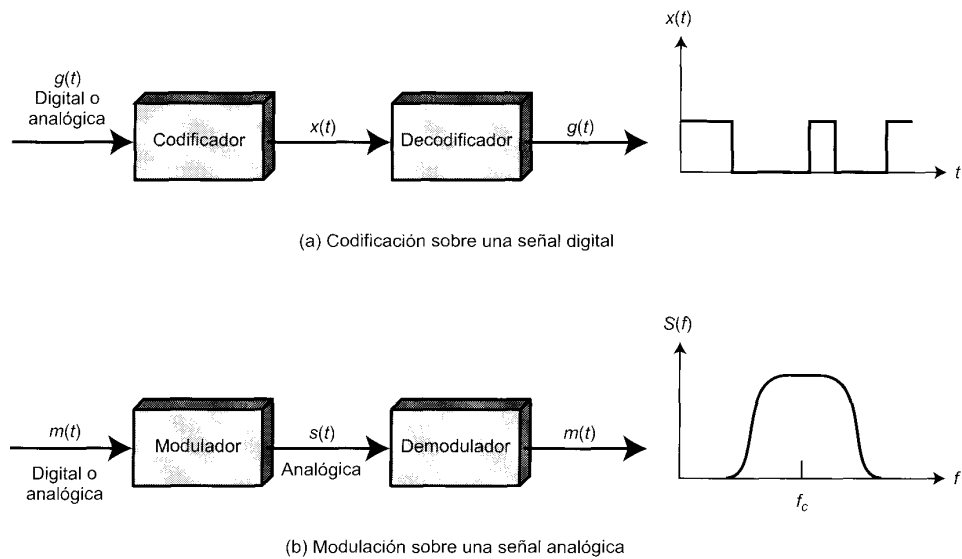 g(t)
Digital o
analógica
Codificador
x(t)
Decodificador
g(t)
x(t)
t
(a) Codificación sobre una señal digital
m(t)
Digital o
analógica
Modulador
s(t)
Analógica
Demodulador
m(t)
S(f)
f
fc
(b) Modulación sobre una señal analógica